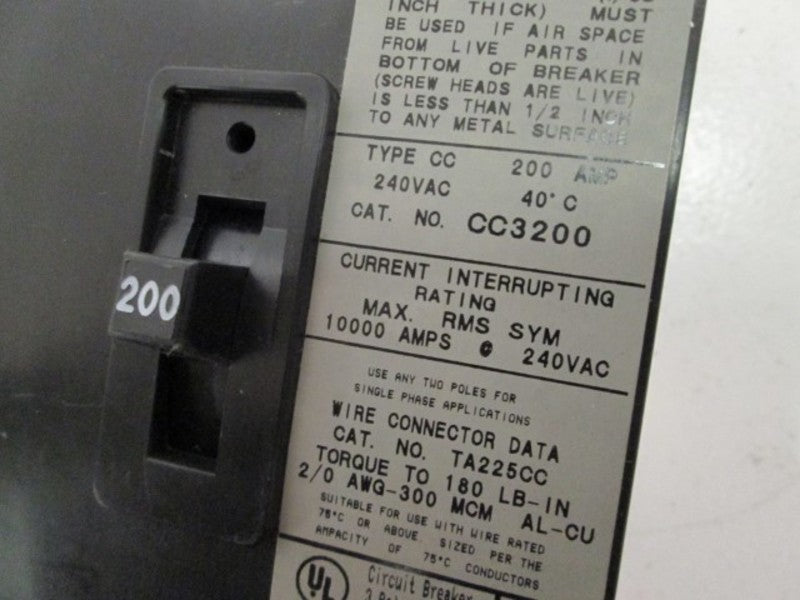 INCH THICK) MUST
BE USED IF AIR SPACE
FROM LIVE PARTS IN
BOTTOM OF BREAKER
(SCREW HEADS ARE LIVE)
IS LESS THAN 1/2 INCH
TO ANY METAL SURFACE
TYPE CC 200 AMP
240VAC 40°C
CAT. NO. CC3200
200
CURRENT INTERRUPTING
RATING
MAX. RMS SYM
10000 AMPS @ 240VAC
USE ANY TWO POLES FOR
SINGLE PHASE APPLICATIONS
WIRE CONNECTOR DATA
CAT. NO. TA225CC
TORQUE TO 180 LB-IN
2/0 AWG-300 MCM AL-CU
SUITABLE FOR USE WITH WIRE RATED
75°C OR ABOVE SIZED PER THE
AMPACITY OF 75°C CONDUCTORS
UL Circuit Breaker